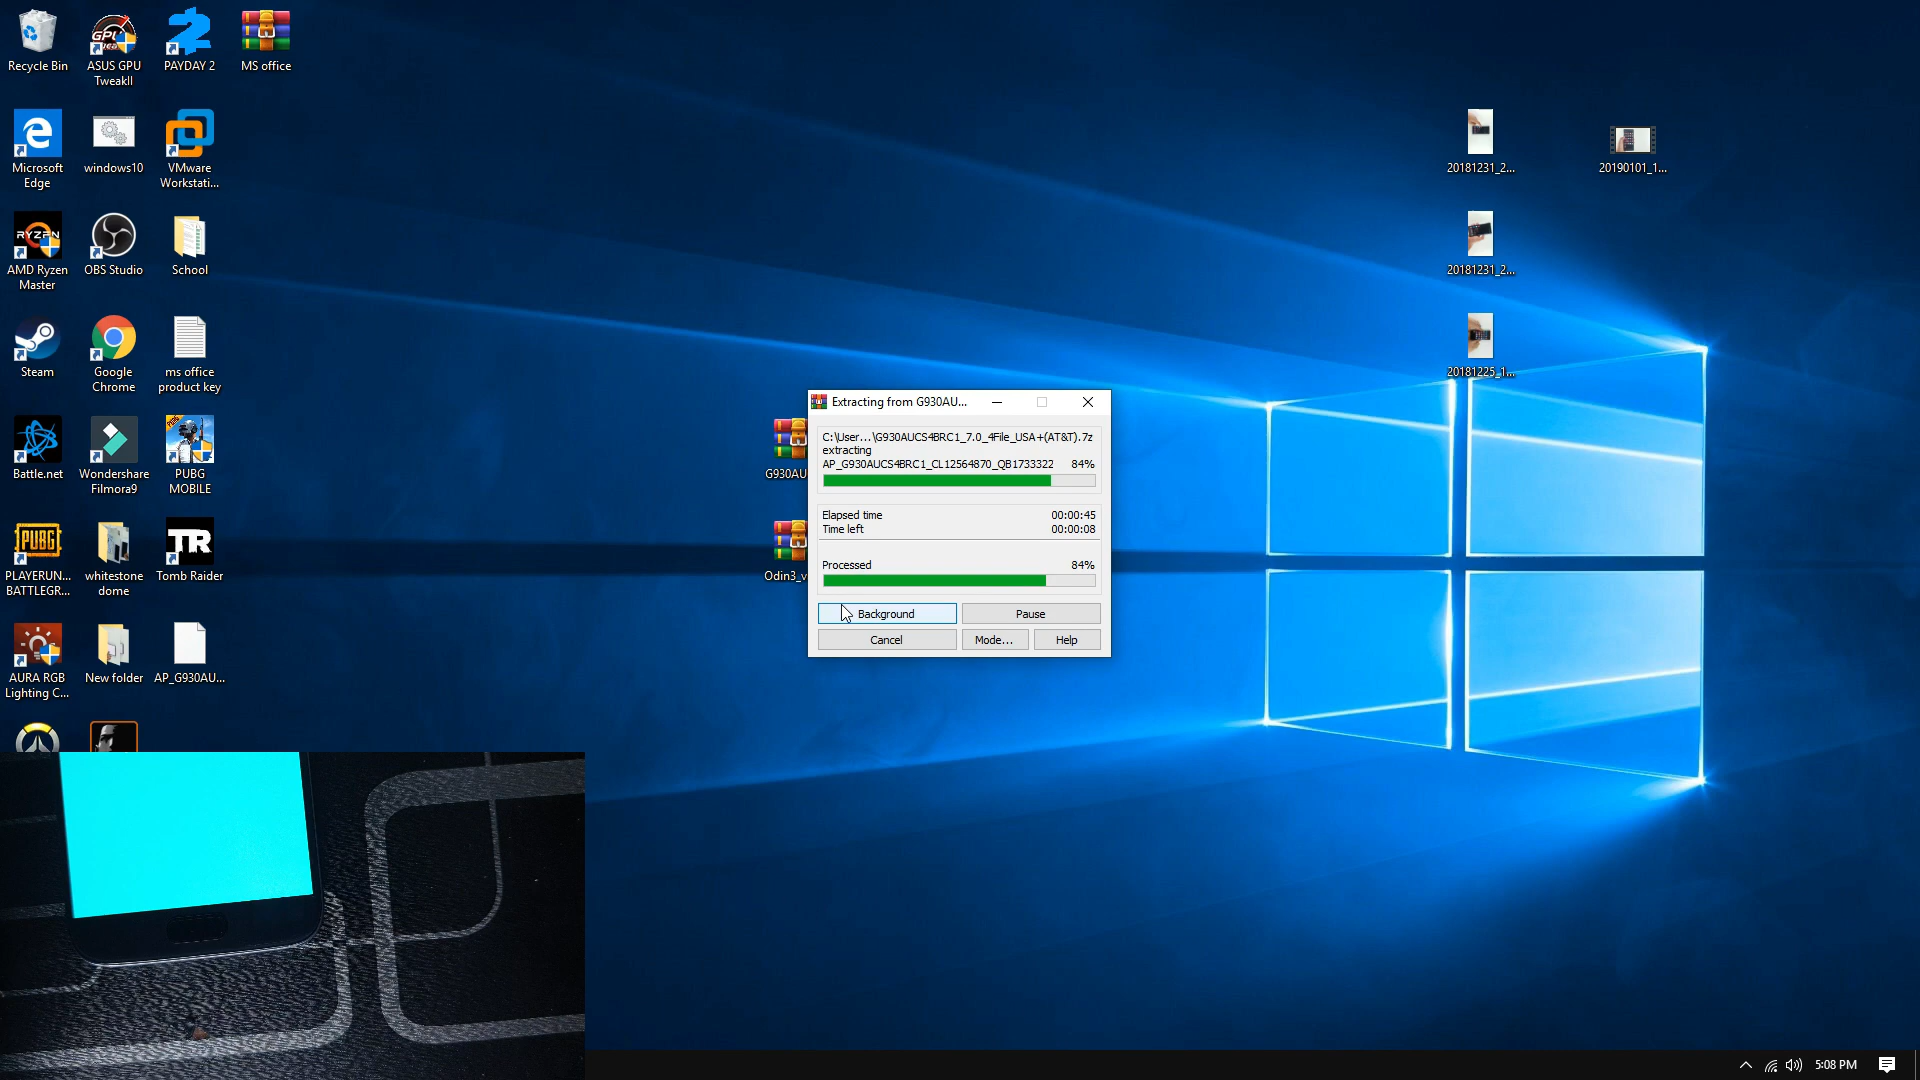 Recycle Bin
ASUS GPU
TweakII
PAYDAY 2
MS office
Microsoft
Edge
windows10
VMware
Workstati...
AMD Ryzen
Master
OBS Studio
School
Steam
Google
Chrome
ms office
product key
Battle.net
Wondershare
Filmora9
PUBG
MOBILE
PUBG
PLAYERUN...
BATTLEGR...
whitestone
dome
TR
Tomb Raider
AURA RGB
Lighting C...
New folder
AP_G930AU...
20181231_2...
20190101_1...
20181231_2...
20181225_1...
G930AU
Odin3_v
Extracting from G930AU...
C:\User...\G930AUCS4BRC1_7.0_4File_USA+(AT&T).7z
extracting
AP_G930AUCS4BRC1_CL12564870_QB1733322 84%
Elapsed time 00:00:45
Time left 00:00:08
Processed 84%
Background
Pause
Cancel
Mode...
Help
5:08 PM